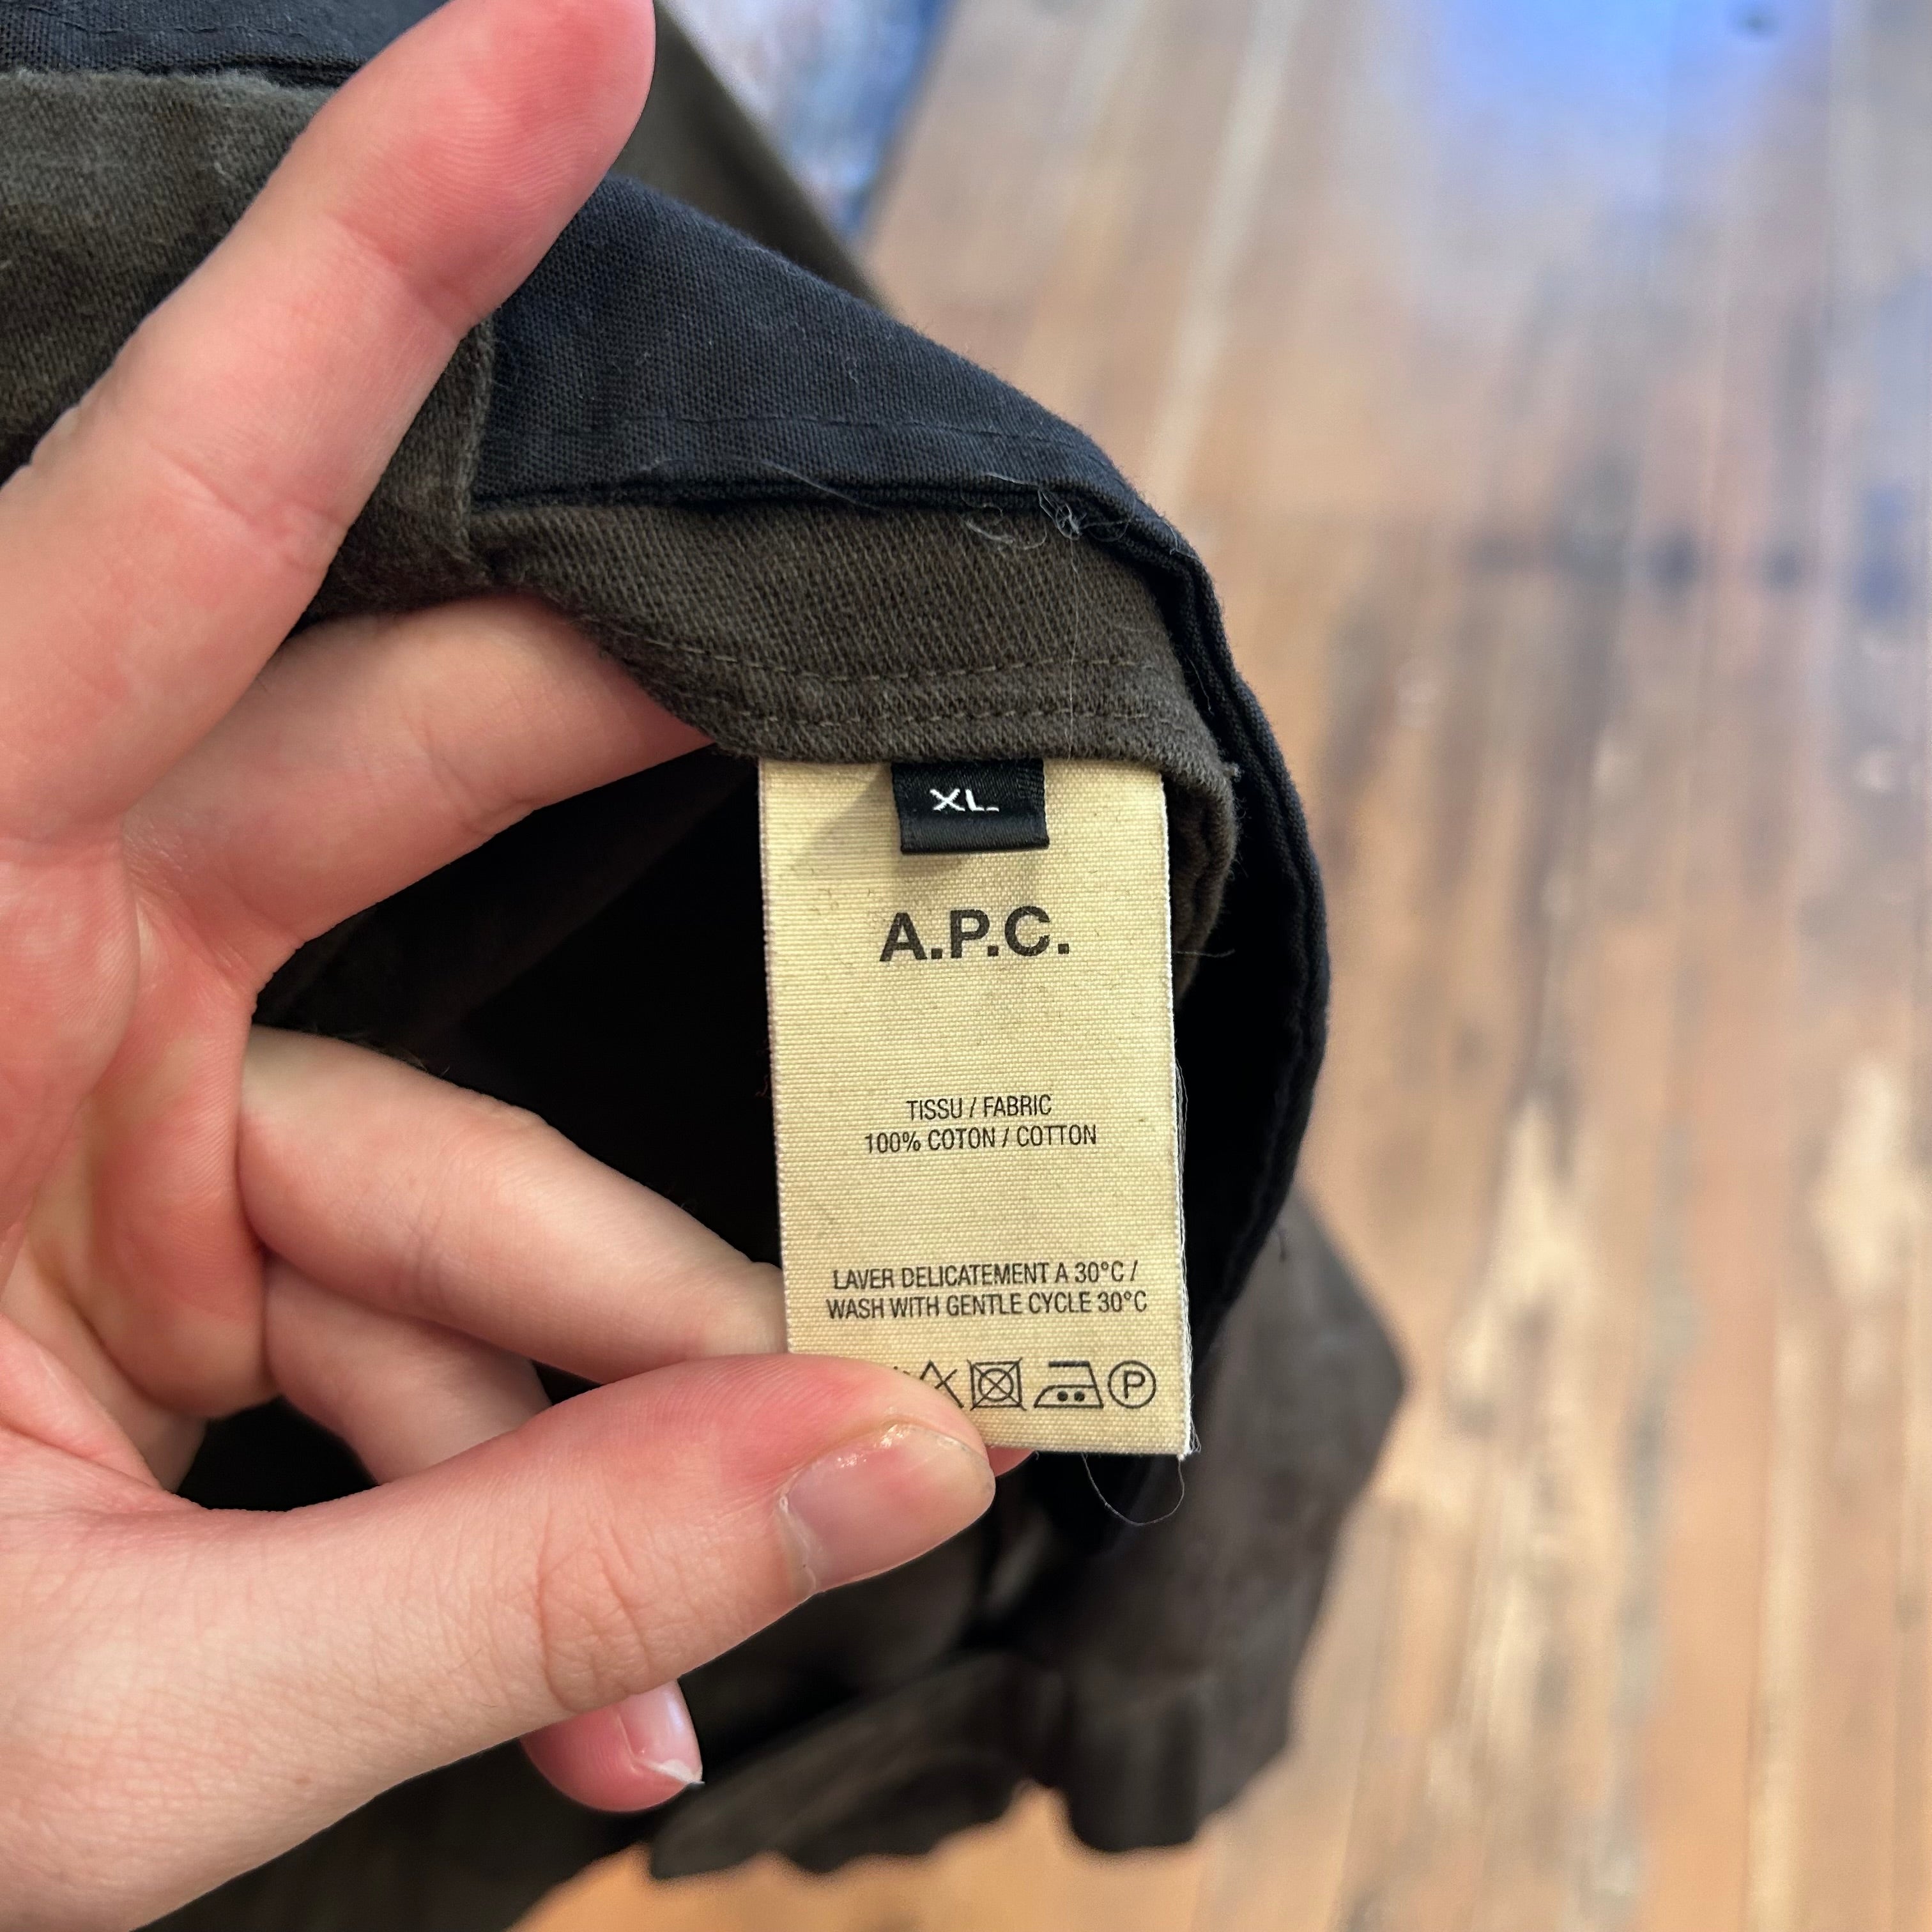 XL
A.P.C.
TISSU / FABRIC
100% COTON / COTTON
LAVER DELICATEMENT A 30°C /
WASH WITH GENTLE CYCLE 30°C
P